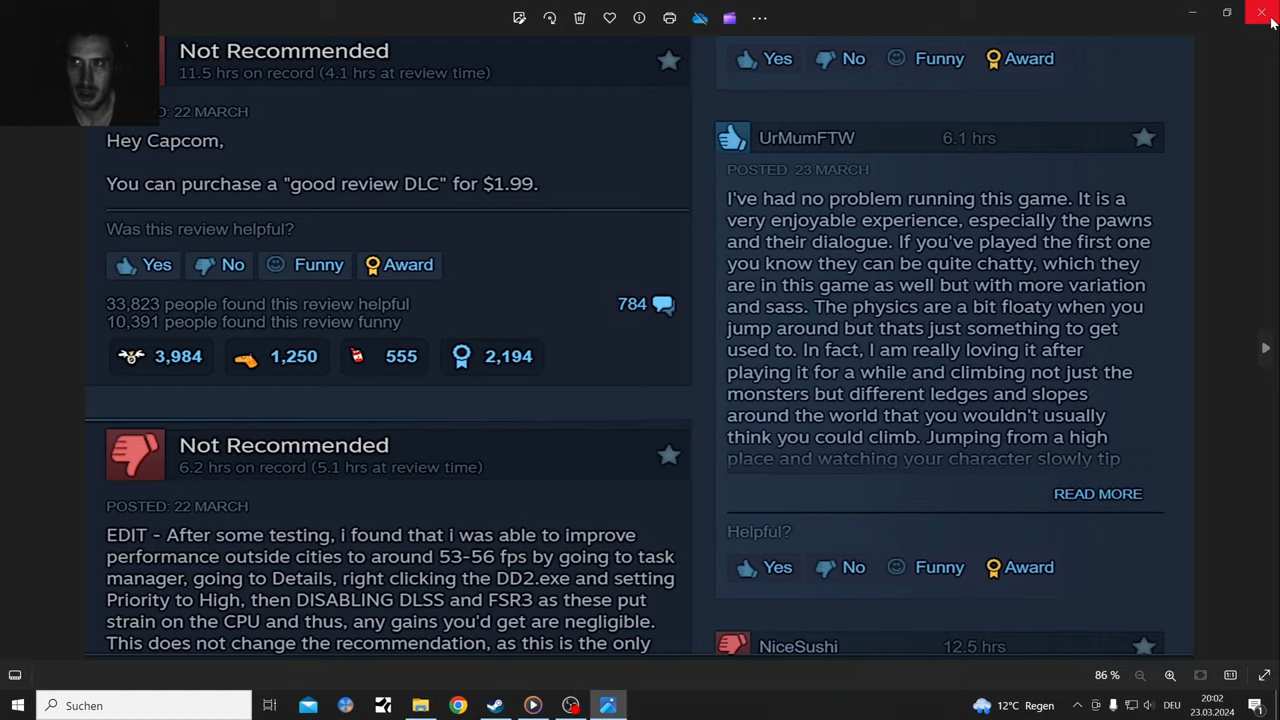 Not Recommended
11.5 hrs on record (4.1 hrs at review time)
: 22 MARCH
Hey Capcom,
You can purchase a "good review DLC" for $1.99.
Was this review helpful?
Yes No Funny Award
33,823 people found this review helpful
10,391 people found this review funny
784
3,984 1,250 555 2,194
Not Recommended
6.2 hrs on record (5.1 hrs at review time)
POSTED: 22 MARCH
EDIT - After some testing, i found that i was able to improve
performance outside cities to around 53-56 fps by going to task
manager, going to Details, right clicking the DD2.exe and setting
Priority to High, then DISABLING DLSS and FSR3 as these put
strain on the CPU and thus, any gains you'd get are negligible.
This does not change the recommendation, as this is the only
Yes No Funny Award
UrMumFTW 6.1 hrs
POSTED: 23 MARCH
I've had no problem running this game. It is a
very enjoyable experience, especially the pawns
and their dialogue. If you've played the first one
you know they can be quite chatty, which they
are in this game as well but with more variation
and sass. The physics are a bit floaty when you
jump around but thats just something to get
used to. In fact, I am really loving it after
playing it for a while and climbing not just the
monsters but different ledges and slopes
around the world that you wouldn't usually
think you could climb. Jumping from a high
place and watching your character slowly tip
READ MORE
Helpful?
Yes No Funny Award
NiceSushi 12.5 hrs
86 %
Suchen
12°C Regen
DEU
20:02
23.03.2024
1